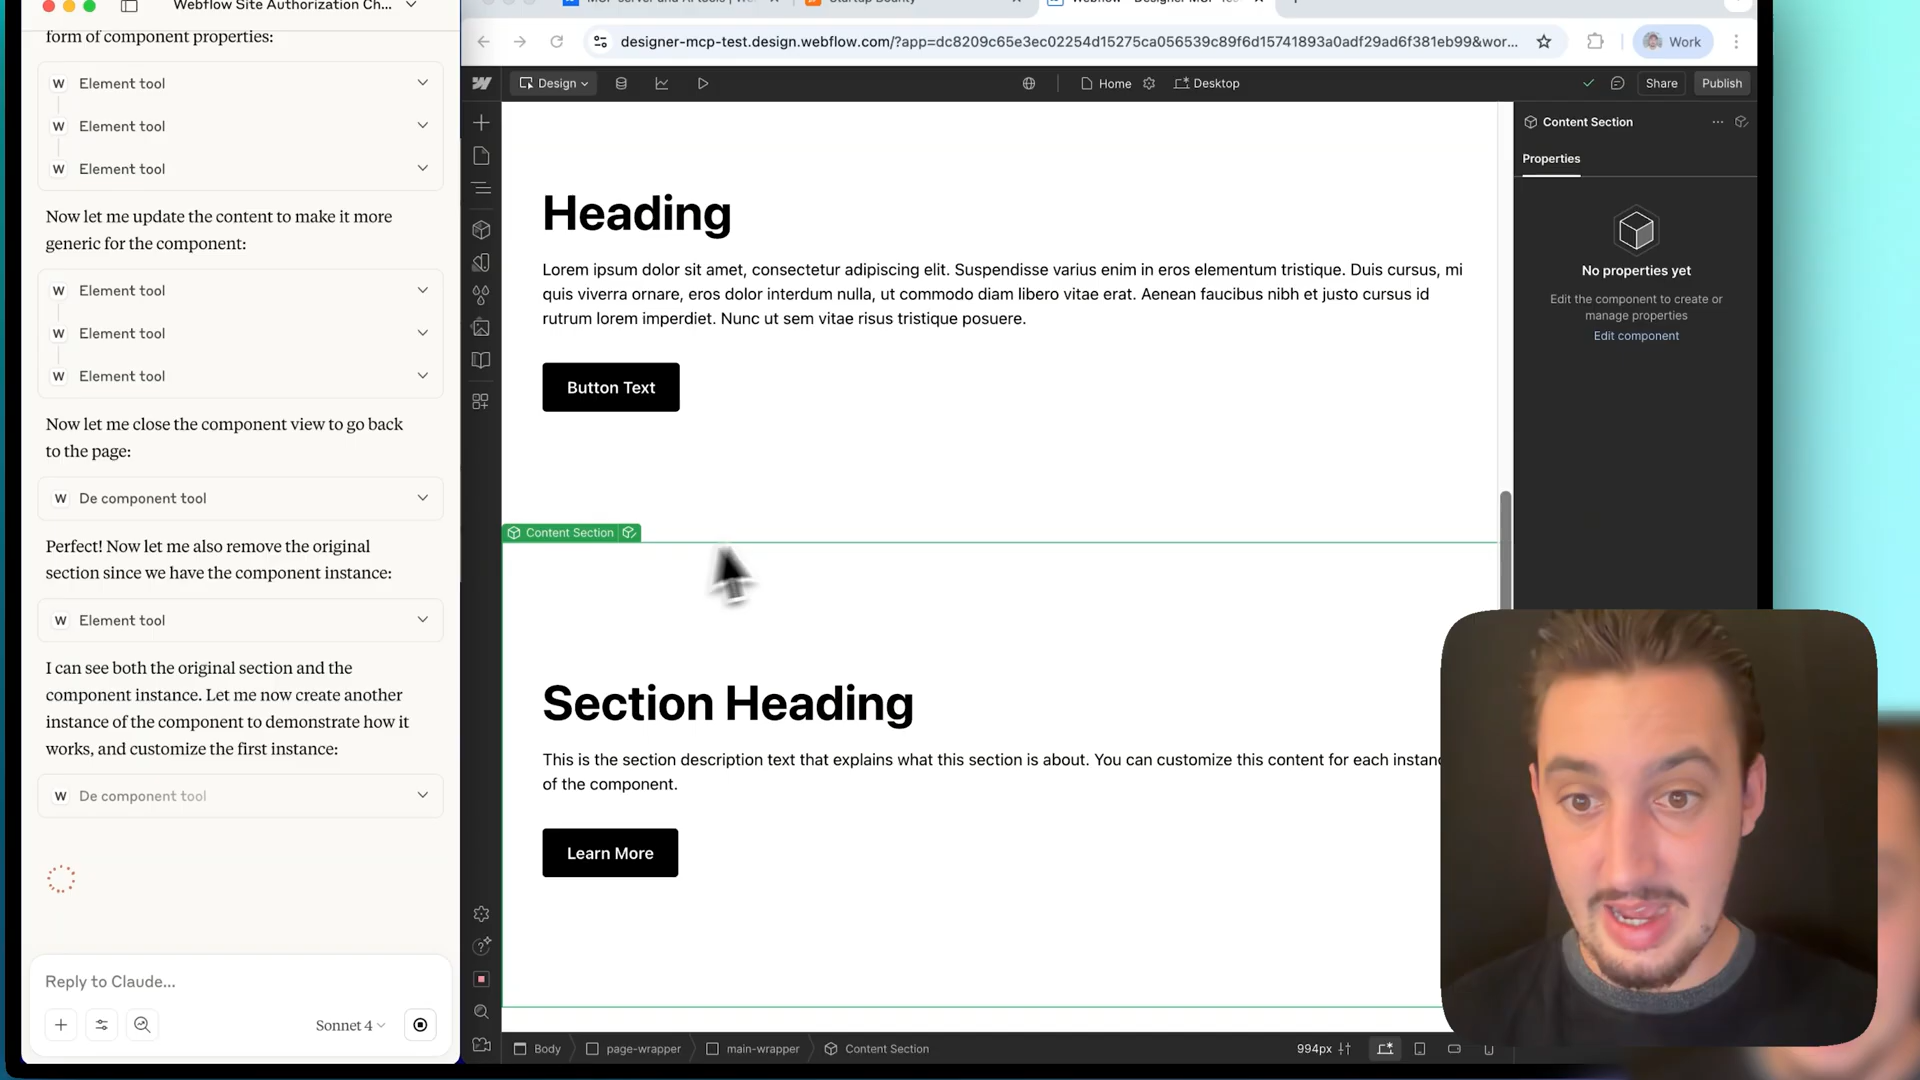 Webflow Site Authorization Ch...
form of component properties:
W Element tool
W Element tool
W Element tool
Now let me update the content to make it more
generic for the component:
W Element tool
W Element tool
W Element tool
Now let me close the component view to go back
to the page:
W De component tool
Perfect! Now let me also remove the original
section since we have the component instance:
W Element tool
I can see both the original section and the
component instance. Let me now create another
instance of the component to demonstrate how it
works, and customize the first instance:
W De component tool
Reply to Claude...
Sonnet 4
designer-mcp-test.design.webflow.com/?app=dc8209c65e3ec02254d15275ca056539c89f6d15741893a0adf29ad6f381eb99&wor...
Work
Design
Home
Desktop
Share
Publish
Heading
Lorem ipsum dolor sit amet, consectetur adipiscing elit. Suspendisse varius enim in eros elementum tristique. Duis cursus, mi
quis viverra ornare, eros dolor interdum nulla, ut commodo diam libero vitae erat. Aenean faucibus nibh et justo cursus id
rutrum lorem imperdiet. Nunc ut sem vitae risus tristique posuere.
Button Text
Content Section
Section Heading
This is the section description text that explains what this section is about. You can customize this content for each
of the component.
Learn More
Content Section
Properties
No properties yet
Edit the component to create or
manage properties
Edit component
Body
page-wrapper
main-wrapper
Content Section
994px